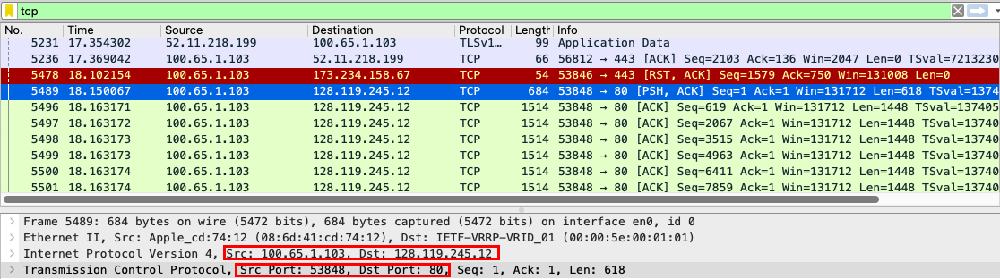 tcp
No. Time Source Destination Protocol Length Info
5231 17.354302 52.11.218.199 100.65.1.103 TLSv1… 99 Application Data
5236 17.369042 100.65.1.103 52.11.218.199 TCP 66 56812 → 443 [ACK] Seq=2103 Ack=136 Win=2047 Len=0 TSval=7213230
5478 18.102154 100.65.1.103 173.234.158.67 TCP 54 53846 → 443 [RST, ACK] Seq=1579 Ack=750 Win=131008 Len=0
5489 18.150067 100.65.1.103 128.119.245.12 TCP 684 53848 → 80 [PSH, ACK] Seq=1 Ack=1 Win=131712 Len=618 TSval=1374
5496 18.163171 100.65.1.103 128.119.245.12 TCP 1514 53848 → 80 [ACK] Seq=619 Ack=1 Win=131712 Len=1448 TSval=137405
5497 18.163172 100.65.1.103 128.119.245.12 TCP 1514 53848 → 80 [ACK] Seq=2067 Ack=1 Win=131712 Len=1448 TSval=13740
5498 18.163173 100.65.1.103 128.119.245.12 TCP 1514 53848 → 80 [ACK] Seq=3515 Ack=1 Win=131712 Len=1448 TSval=13740
5499 18.163173 100.65.1.103 128.119.245.12 TCP 1514 53848 → 80 [ACK] Seq=4963 Ack=1 Win=131712 Len=1448 TSval=13740
5500 18.163174 100.65.1.103 128.119.245.12 TCP 1514 53848 → 80 [ACK] Seq=6411 Ack=1 Win=131712 Len=1448 TSval=13740
5501 18.163174 100.65.1.103 128.119.245.12 TCP 1514 53848 → 80 [ACK] Seq=7859 Ack=1 Win=131712 Len=1448 TSval=13740
Frame 5489: 684 bytes on wire (5472 bits), 684 bytes captured (5472 bits) on interface en0, id 0
Ethernet II, Src: Apple_cd:74:12 (08:6d:41:cd:74:12), Dst: IETF-VRRP-VRID_01 (00:00:5e:00:01:01)
Internet Protocol Version 4, Src: 100.65.1.103, Dst: 128.119.245.12
Transmission Control Protocol, Src Port: 53848, Dst Port: 80, Seq: 1, Ack: 1, Len: 618